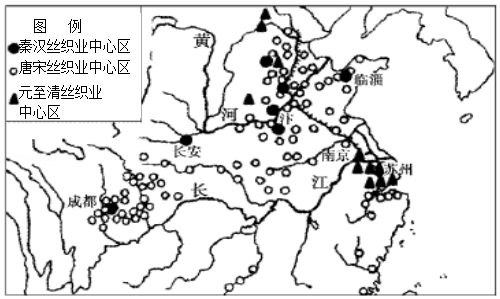 图 例
秦汉丝织业中心区
唐宋丝织业中心区
元至清丝织业
中心区
黄
河
汴
临淄
长安
南京
苏州
成都
长
江